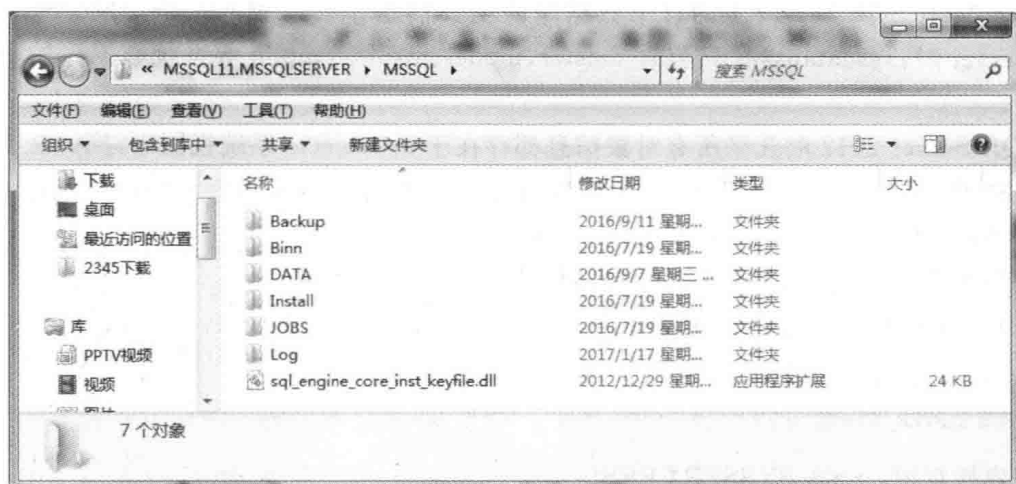 « MSSQL11.MSSQLSERVER ▸ MSSQL ▸
搜索 MSSQL
文件(F) 编辑(E) 查看(V) 工具(T) 帮助(H)
组织 包含到库中 共享 新建文件夹
下载
桌面
最近访问的位置
2345下载
库
PPTV视频
视频
名称 修改日期 类型 大小
Backup 2016/9/11 星期... 文件夹
Binn 2016/7/19 星期... 文件夹
DATA 2016/9/7 星期三 ... 文件夹
Install 2016/7/19 星期... 文件夹
JOBS 2016/7/19 星期... 文件夹
Log 2017/1/17 星期... 文件夹
sql_engine_core_inst_keyfile.dll 2012/12/29 星期... 应用程序扩展 24 KB
7 个对象